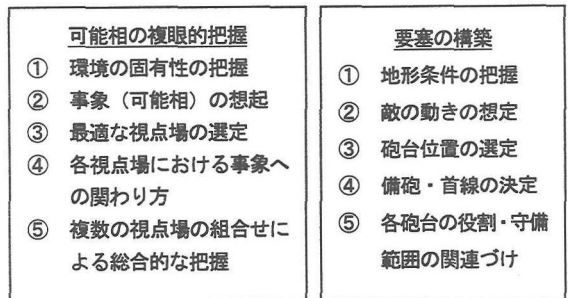 可能相の複眼的把握
① 環境の固有性の把握
② 事象（可能相）の想起
③ 最適な視点場の選定
④ 各視点場における事象へ
の関わり方
⑤ 複数の視点場の組合せに
よる総合的な把握
要塞の構築
① 地形条件の把握
② 敵の動きの想定
③ 砲台位置の選定
④ 備砲・首線の決定
⑤ 各砲台の役割・守備
範囲の関連づけ